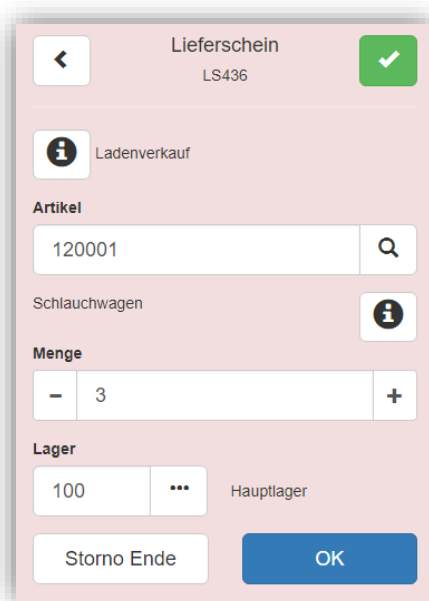 Lieferschein
LS436
Ladenverkauf
Artikel
120001
Schlauchwagen
Menge
3
Lager
100
Hauptlager
Storno Ende
OK